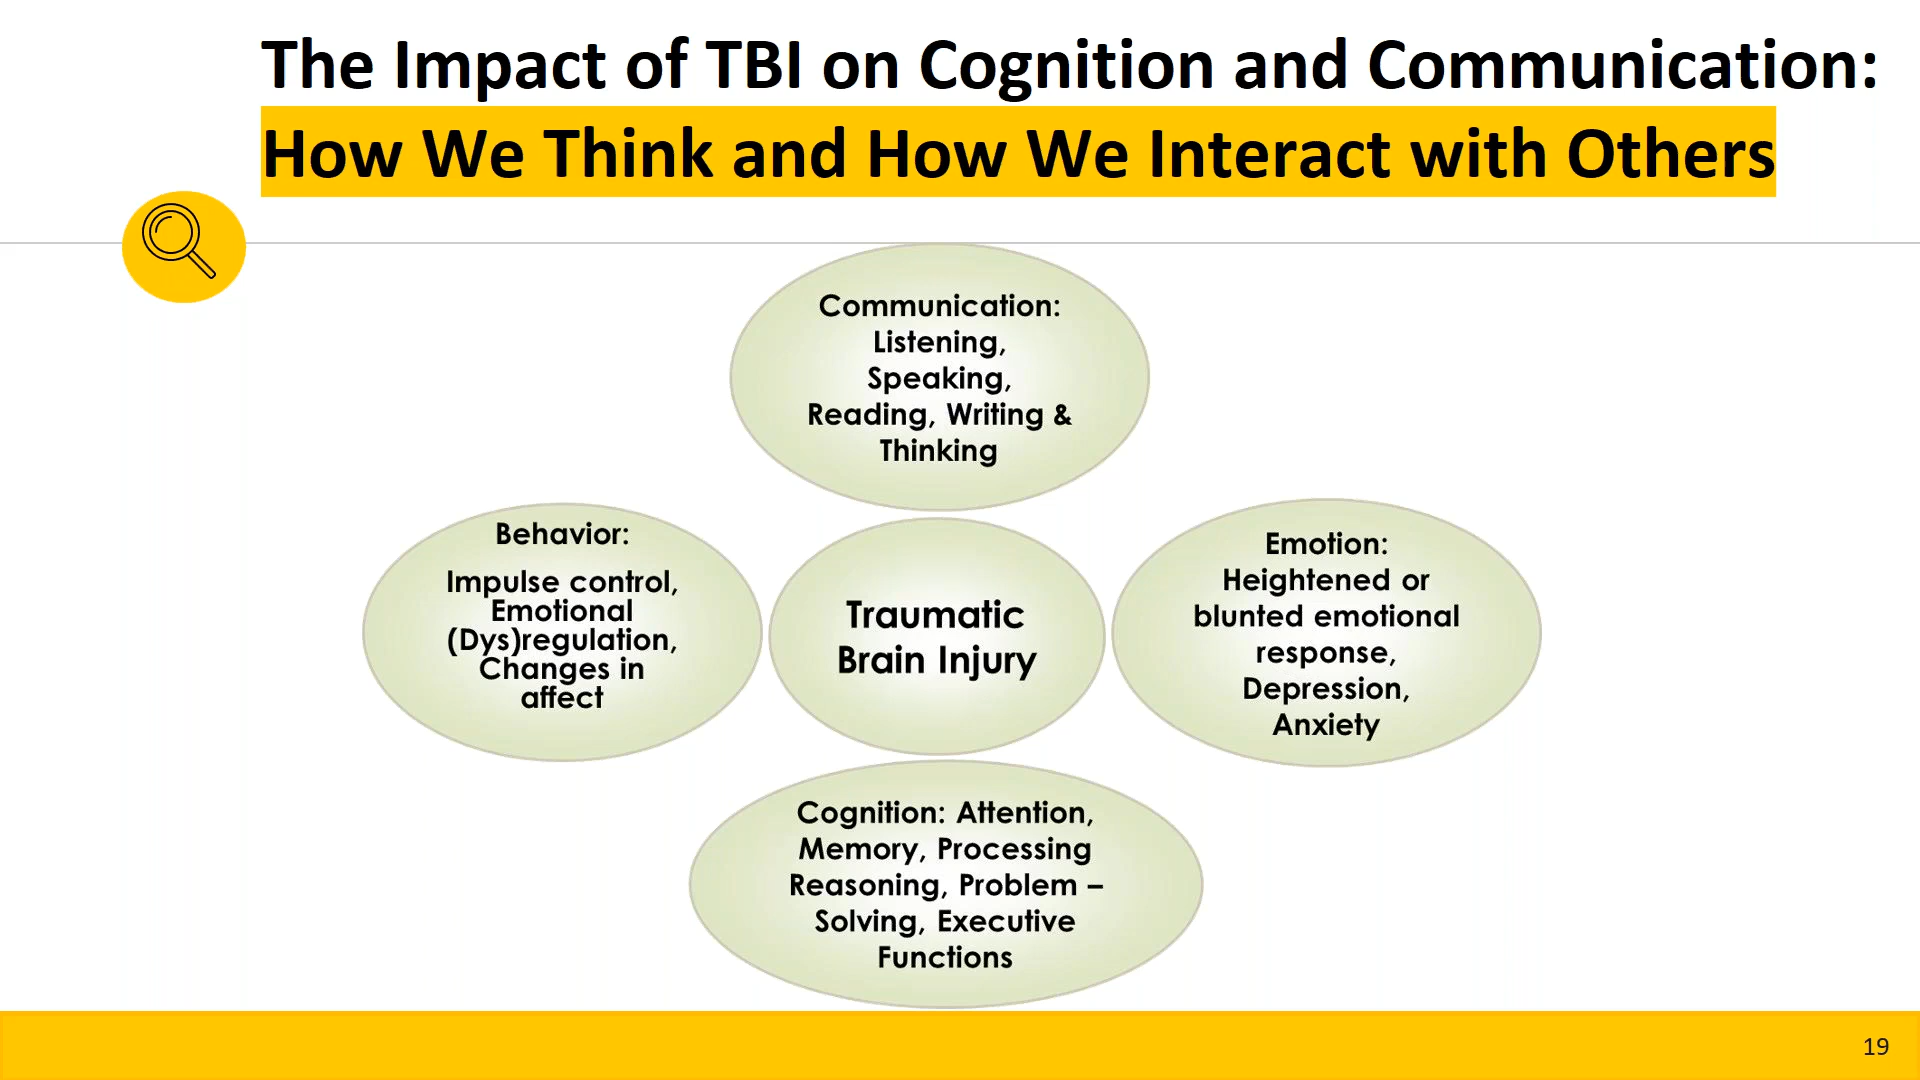 The Impact of TBI on Cognition and Communication:
How We Think and How We Interact with Others
Communication:
Listening,
Speaking,
Reading, Writing &
Thinking
Behavior:
Impulse control,
Emotional
(Dys)regulation,
Changes in
affect
Traumatic
Brain Injury
Emotion:
Heightened or
blunted emotional
response,
Depression,
Anxiety
Cognition: Attention,
Memory, Processing
Reasoning, Problem –
Solving, Executive
Functions
19